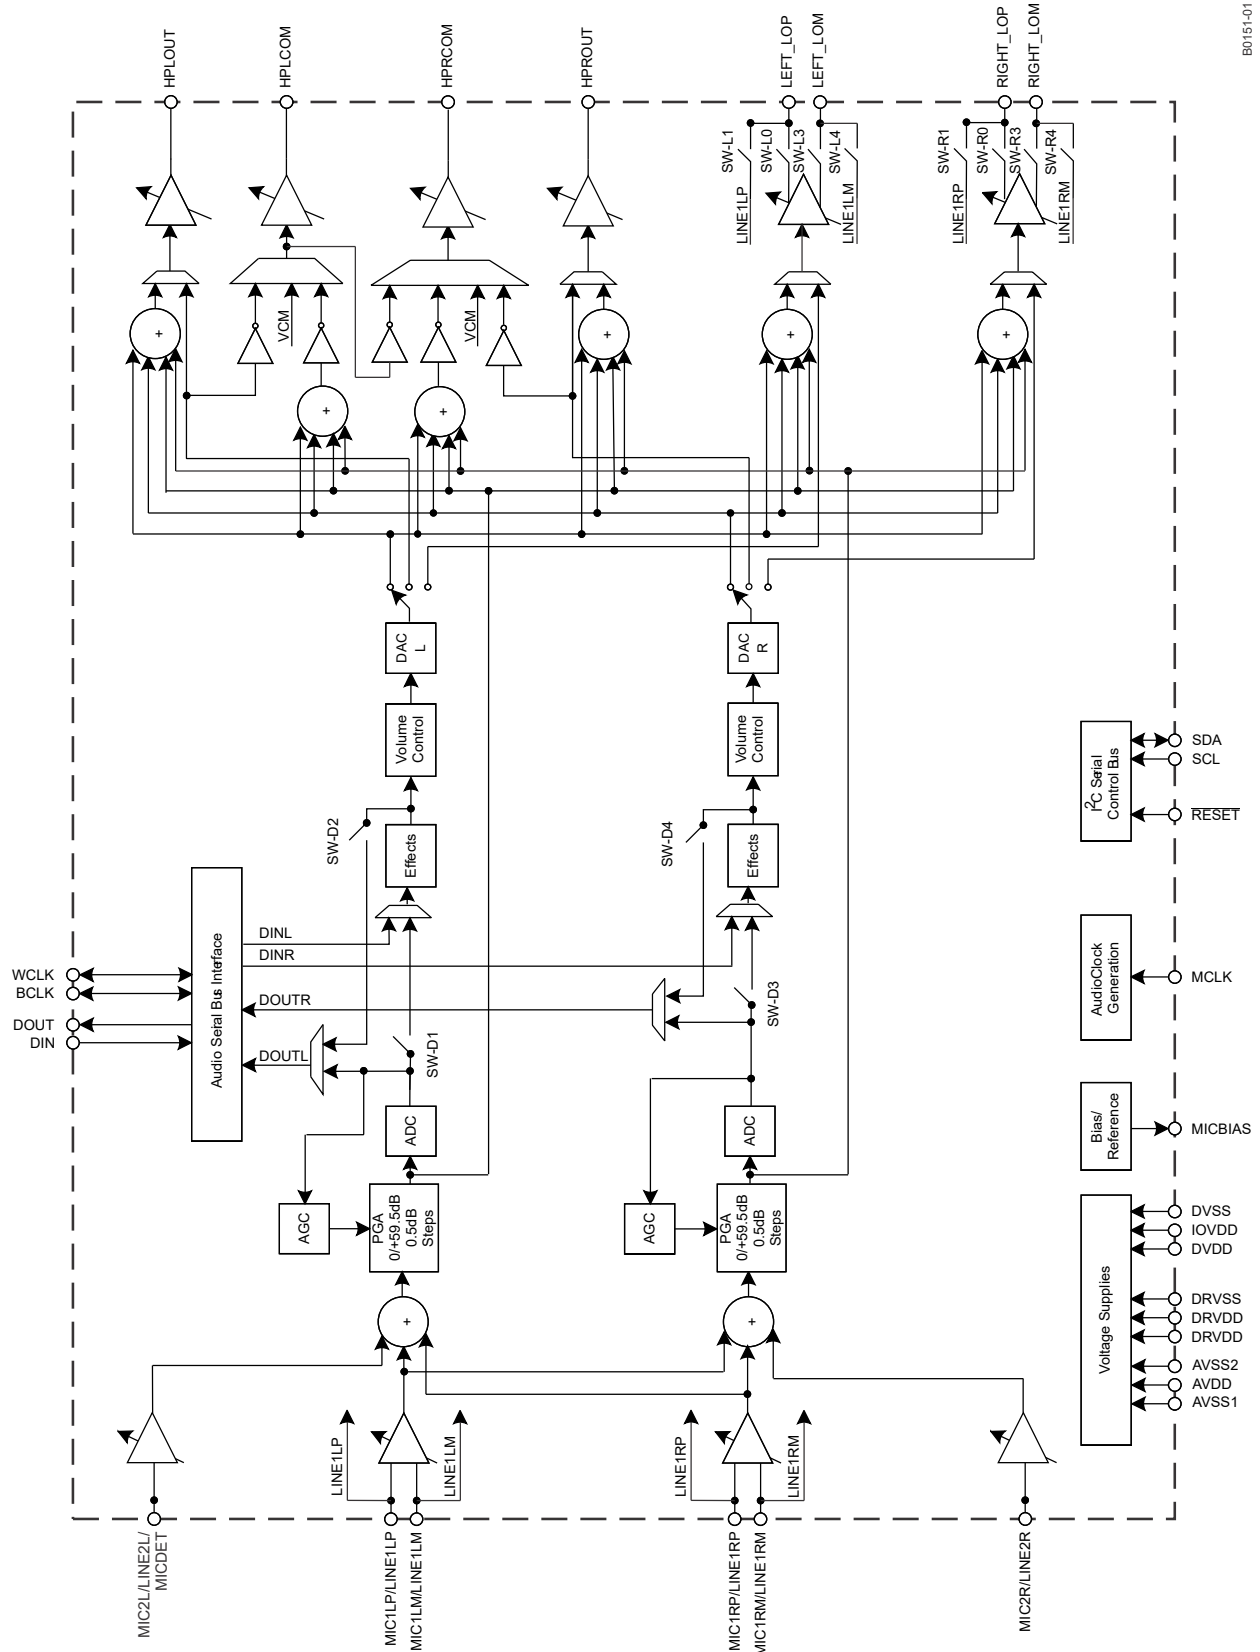 B0151-01
HPLOUT
HPLCOM
HPRCOM
HPROUT
LEFT_LOP
LEFT_LOM
RIGHT_LOP
RIGHT_LOM
SW-L1
SW-L0
SW-L3
SW-L4
LINE1LP
LINE1LM
SW-R1
SW-R0
SW-R3
SW-R4
LINE1RP
LINE1RM
VCM
VCM
+
+
+
+
+
+
DAC
L
DAC
R
Volume
Control
Volume
Control
SW-D2
SW-D4
Effects
Effects
I2C Serial
Control Bus
SDA
SCL
RESET
WCLK
BCLK
DOUT
DIN
Audio Serial Bus Interface
DINL
DINR
DOUTR
DOUTL
SW-D1
SW-D3
AudioClock
Generation
MCLK
ADC
ADC
Bias/
Reference
MICBIAS
AGC
PGA
0/+59.5dB
0.5dB
Steps
AGC
PGA
0/+59.5dB
0.5dB
Steps
+
+
Voltage Supplies
DVSS
IOVDD
DVDD
DRVSS
DRVDD
DRVDD
AVSS2
AVDD
AVSS1
LINE1LP
LINE1LM
LINE1RP
LINE1RM
MIC2L/LINE2L/
MICDET
MIC1LP/LINE1LP
MIC1LM/LINE1LM
MIC1RP/LINE1RP
MIC1RM/LINE1RM
MIC2R/LINE2R